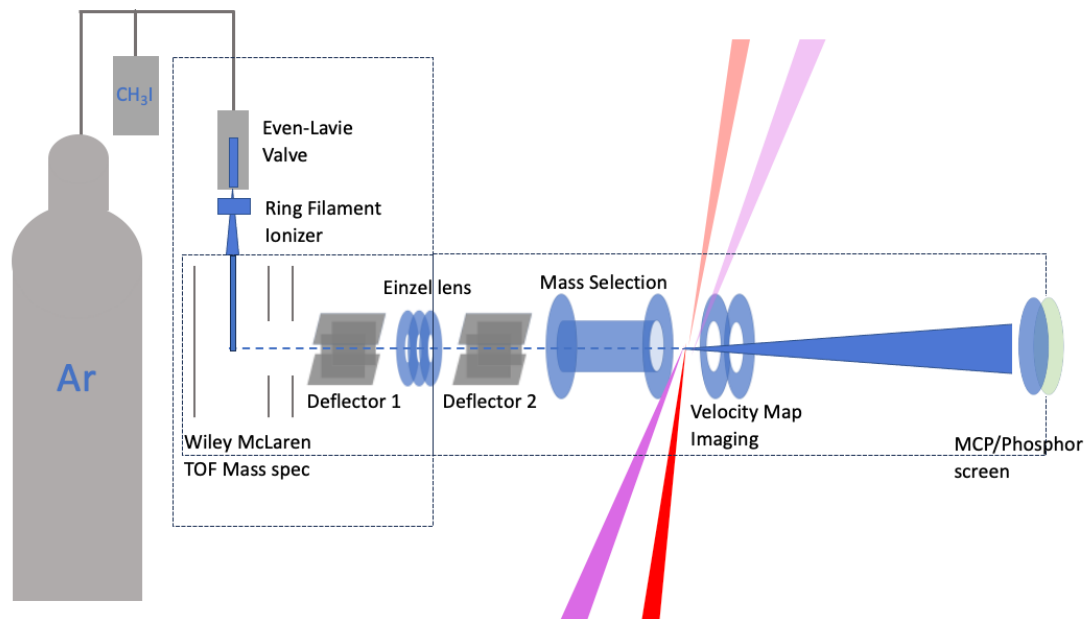 CH₃I
Even-Lavie
Valve
Ring Filament
Ionizer
Einzel lens
Mass Selection
Ar
Deflector 1
Deflector 2
Velocity Map
Imaging
Wiley McLaren
TOF Mass spec
MCP/Phosphor
screen